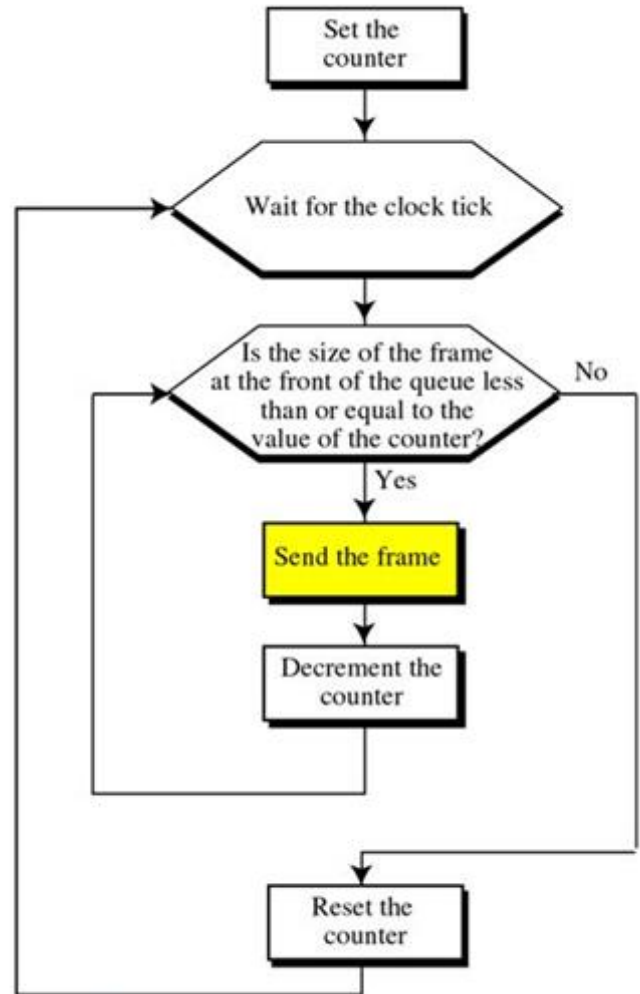 Set the
counter
Wait for the clock tick
Is the size of the frame
at the front of the queue less
than or equal to the
value of the counter?
No
Yes
Send the frame
Decrement the
counter
Reset the
counter